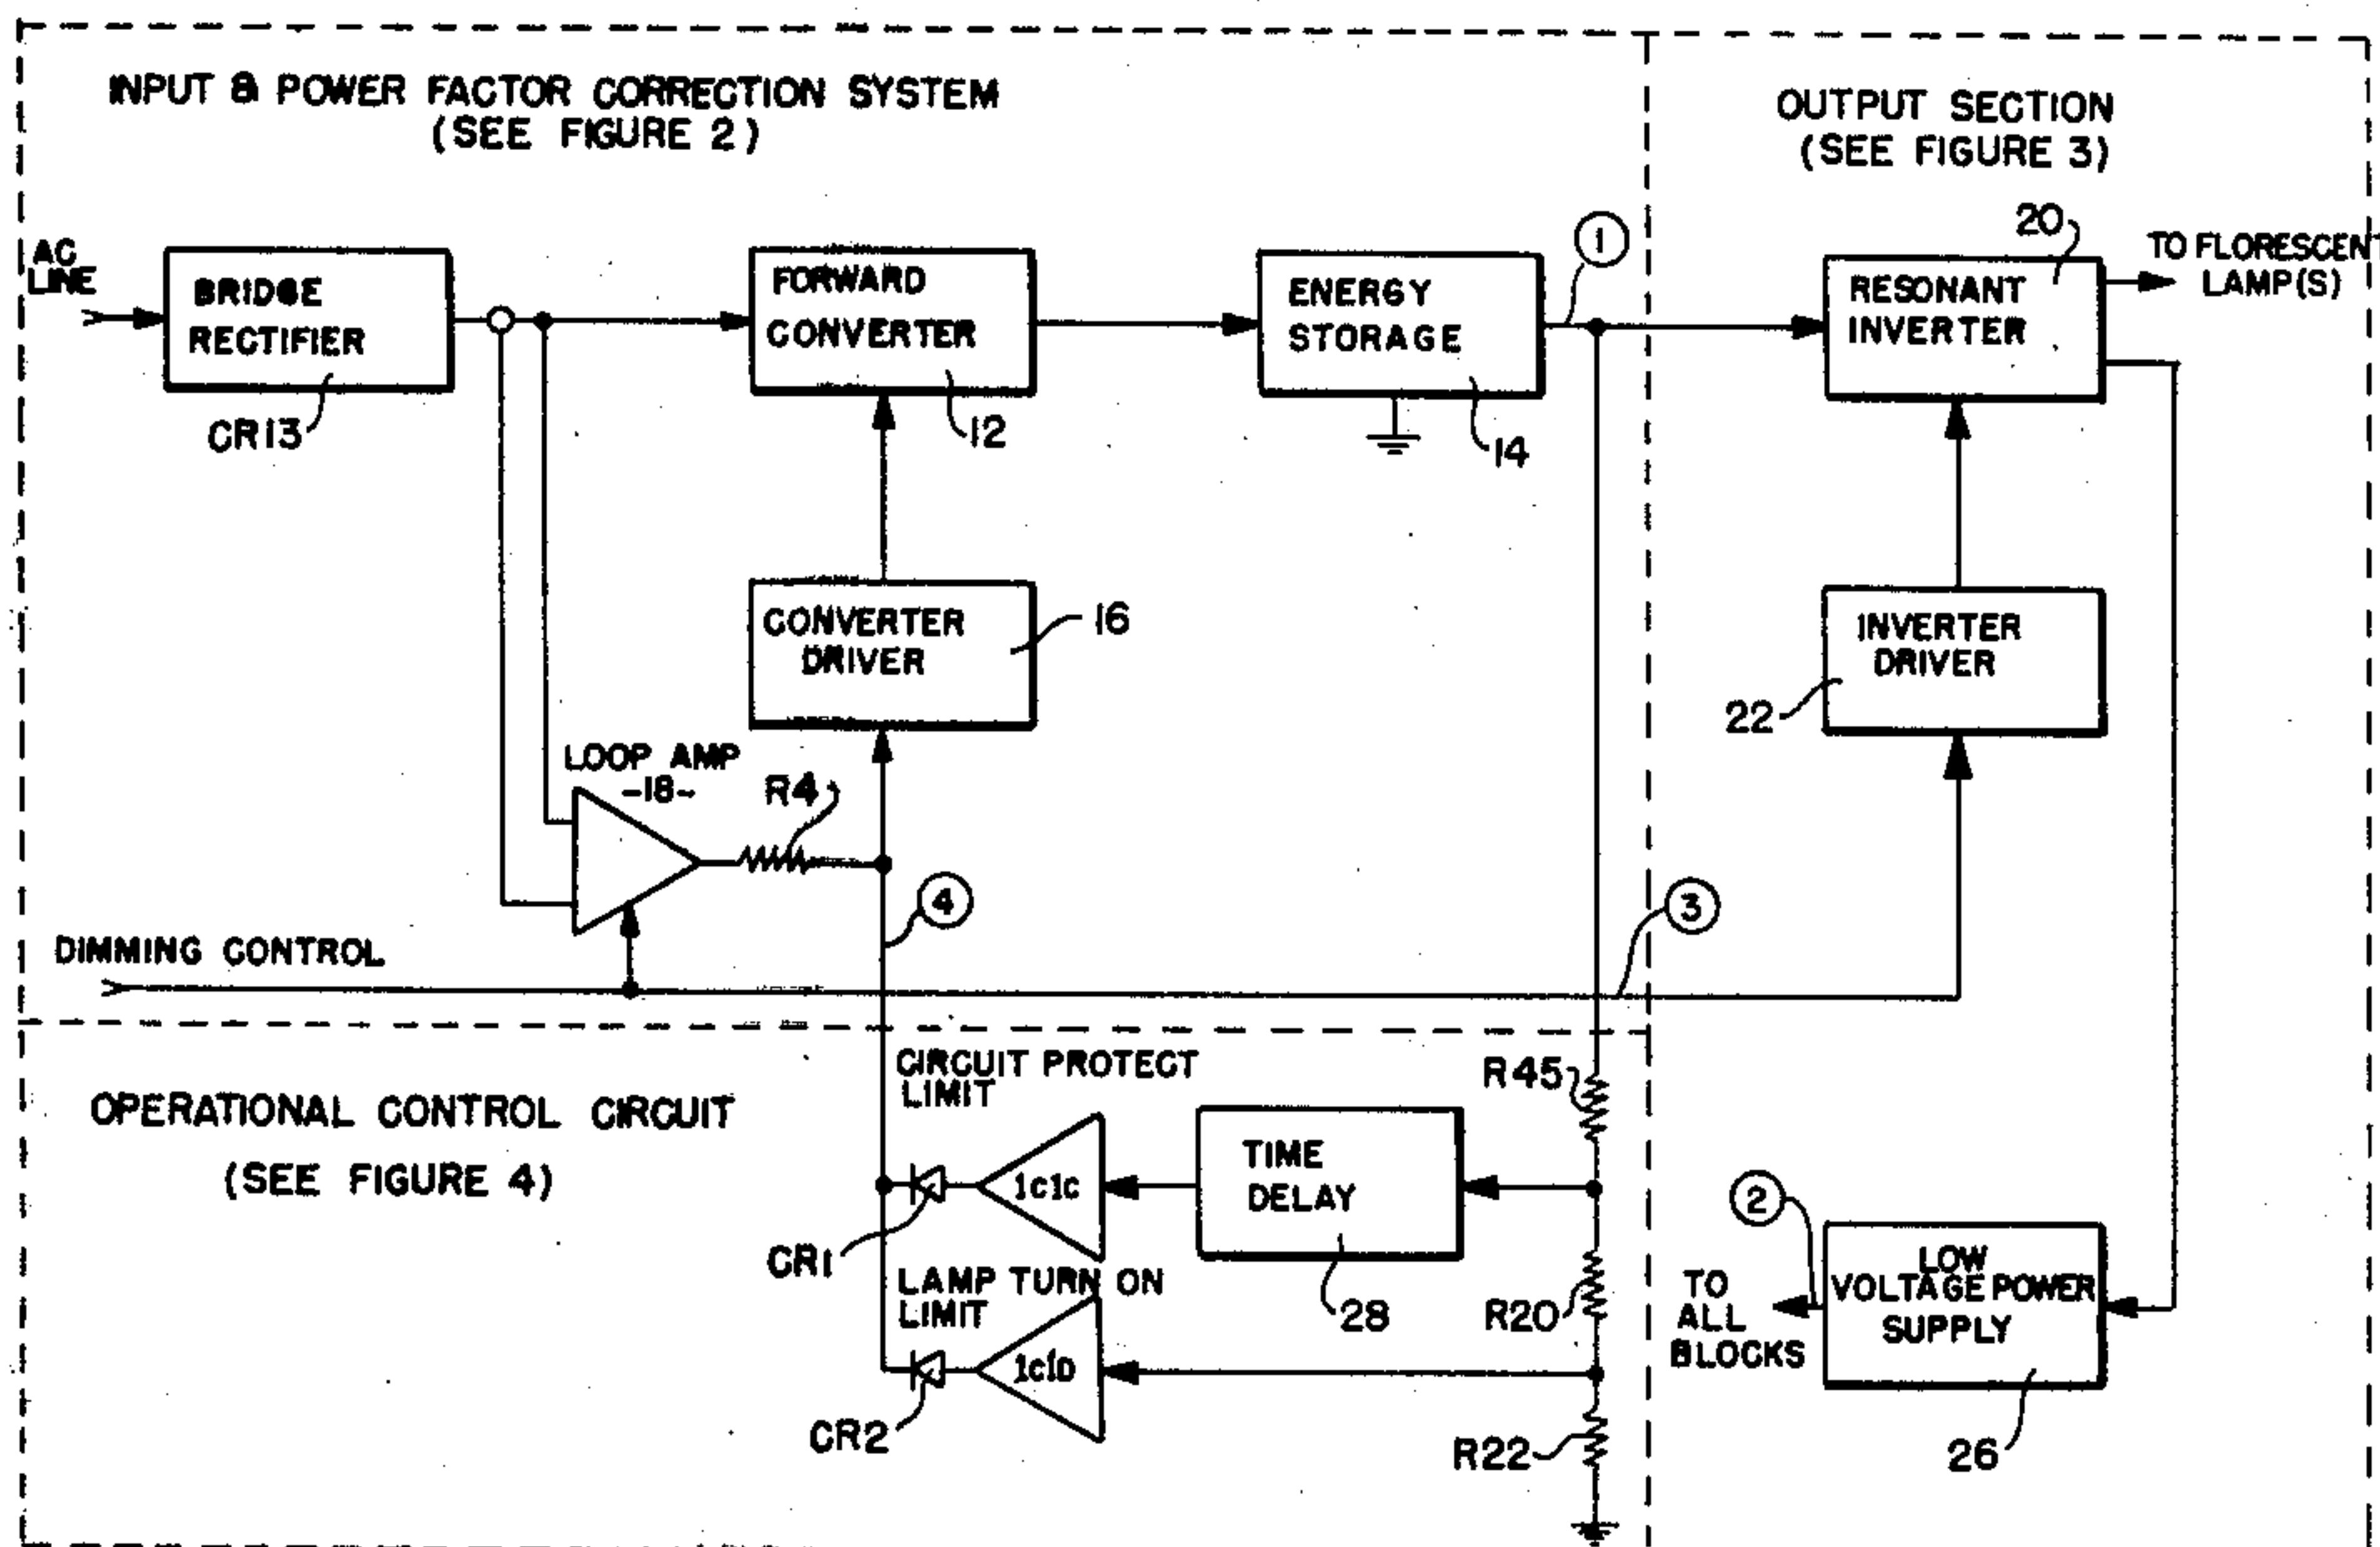 INPUT & POWER FACTOR CORRECTION SYSTEM
(SEE FIGURE 2)
OUTPUT SECTION
(SEE FIGURE 3)
AC
LINE
BRIDGE
RECTIFIER
CR13
FORWARD
CONVERTER
12
ENERGY
STORAGE
14
1
20
RESONANT
INVERTER
TO FLORESCENT
LAMP(S)
CONVERTER
DRIVER
16
INVERTER
DRIVER
22
LOOP AMP
-18-
R4
4
3
DIMMING CONTROL
OPERATIONAL CONTROL CIRCUIT
(SEE FIGURE 4)
CIRCUIT PROTECT
LIMIT
1c1c
CR1
TIME
DELAY
28
R45
LAMP TURN ON
LIMIT
1c1D
CR2
R20
R22
2
TO
ALL
BLOCKS
LOW
VOLTAGE POWER
SUPPLY
26